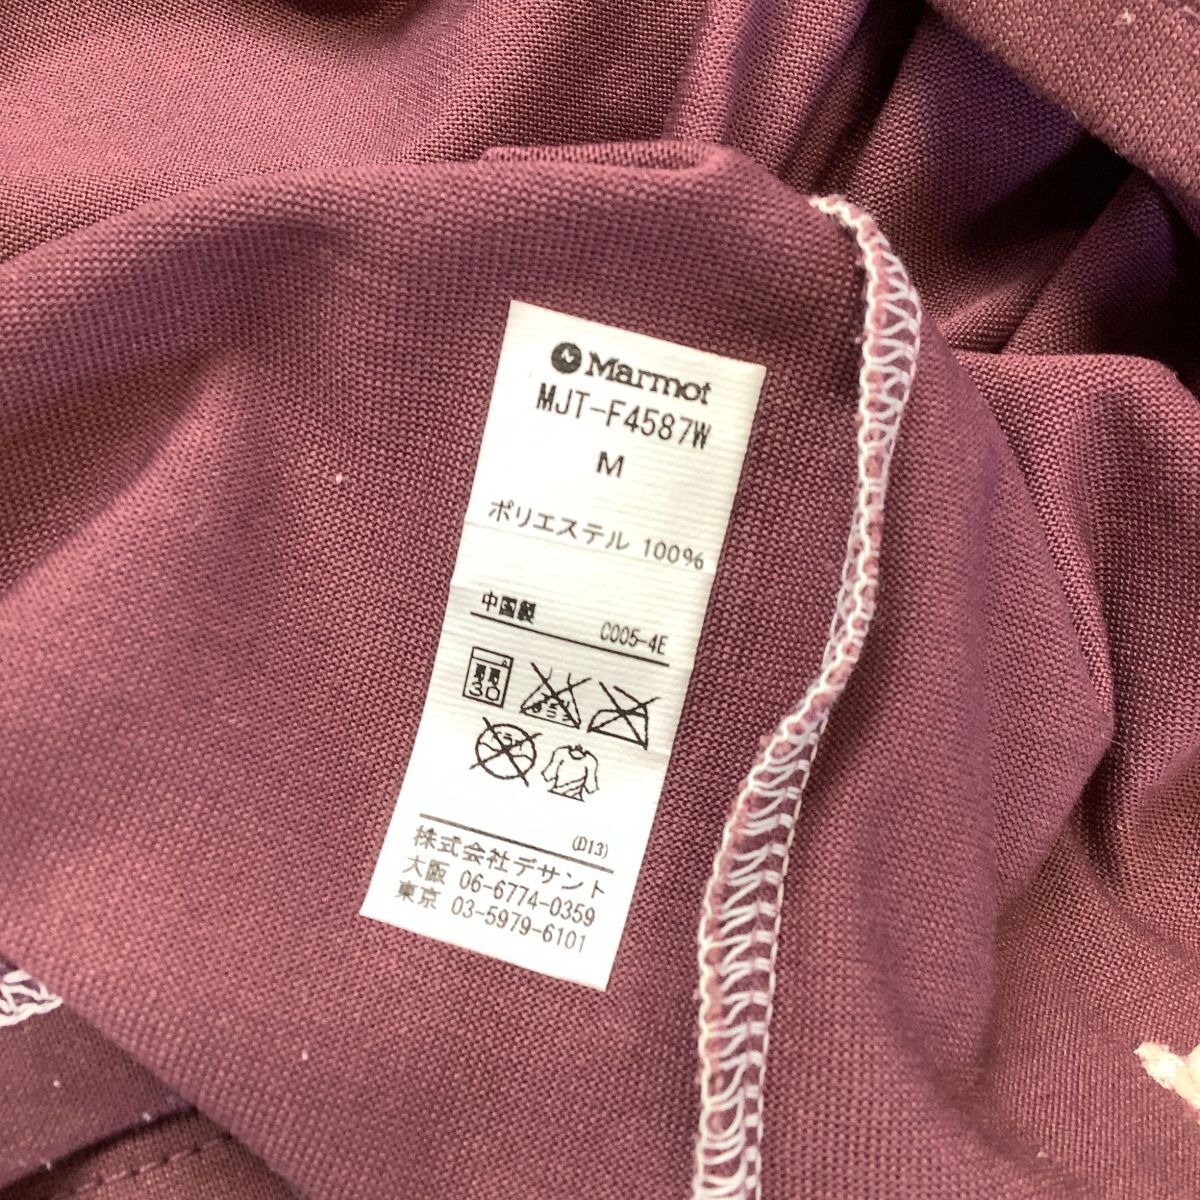 Marmot
MJT-F4587W
M
ポリエステル 100%
中国製 C005-4E
30
(D13)
株式会社デサント
大阪 06-6774-0359
東京 03-5979-6101